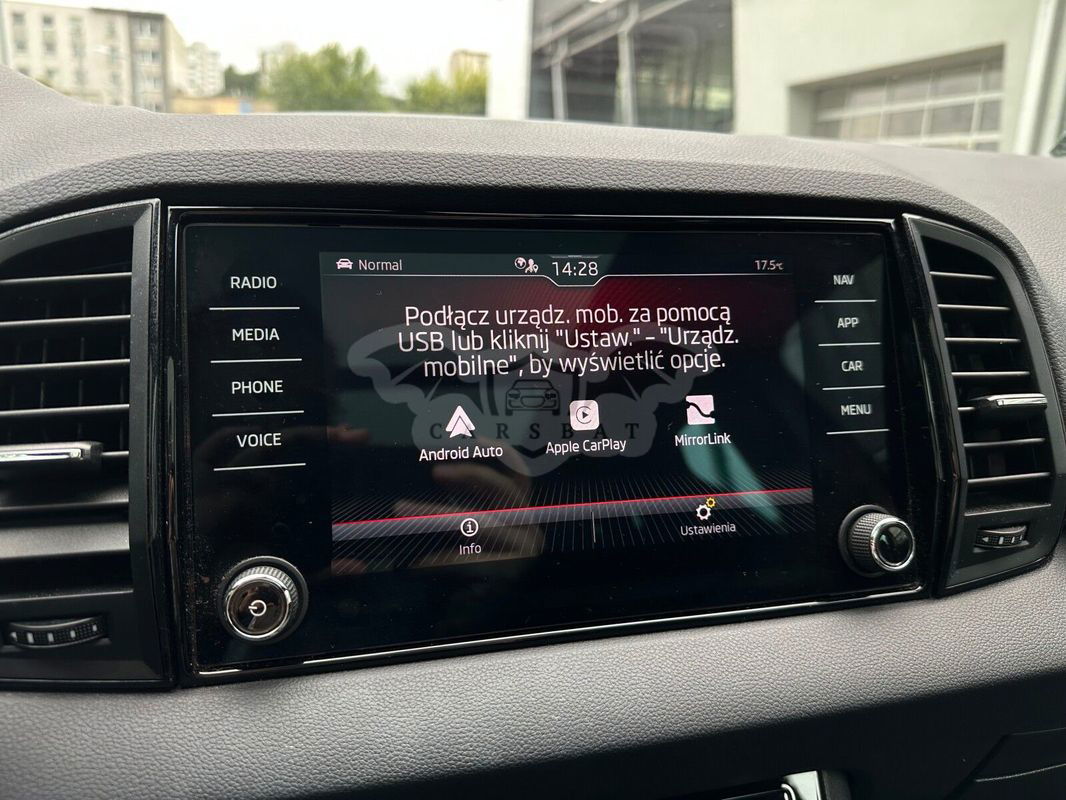 Normal
14:28
17.5°C
RADIO
MEDIA
PHONE
VOICE
NAV
APP
CAR
MENU
Podłącz urządz. mob. za pomocą
USB lub kliknij "Ustaw." - "Urządz.
mobilne", by wyświetlić opcje.
CARSBAT
Android Auto
Apple CarPlay
MirrorLink
Info
Ustawienia